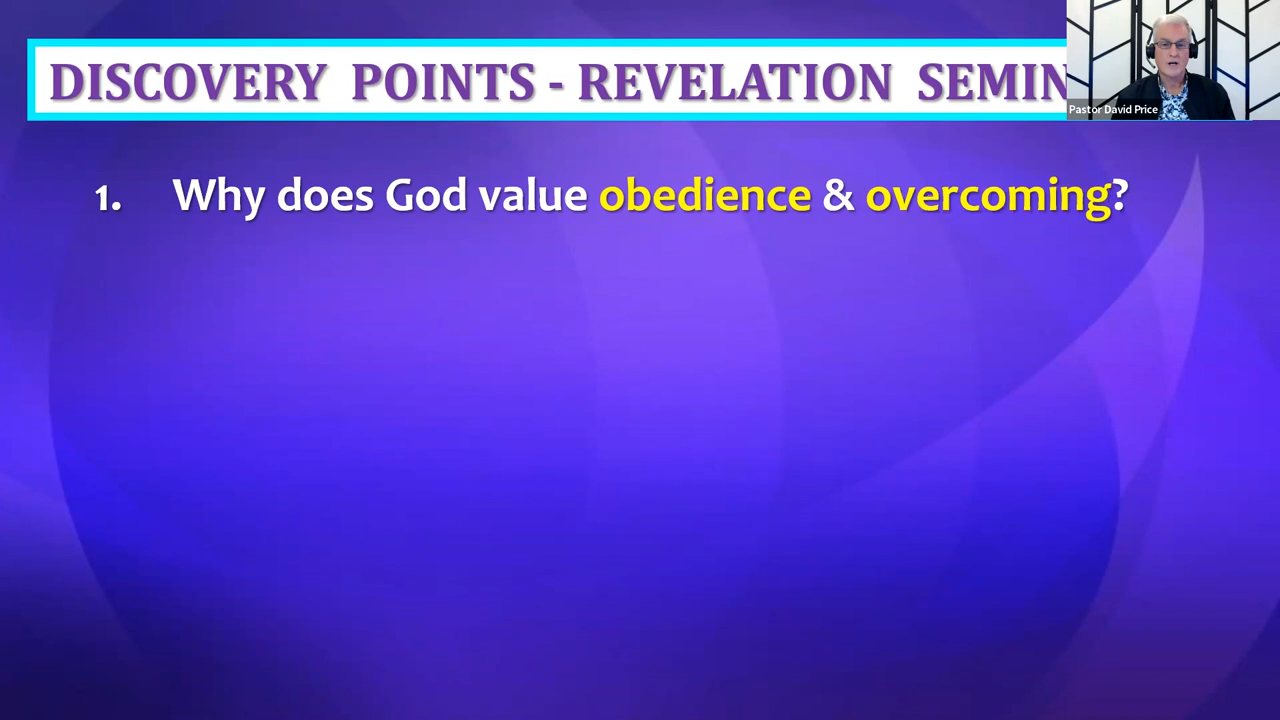 DISCOVERY POINTS - REVELATION SEMIN
Pastor David Price
1. Why does God value obedience & overcoming?